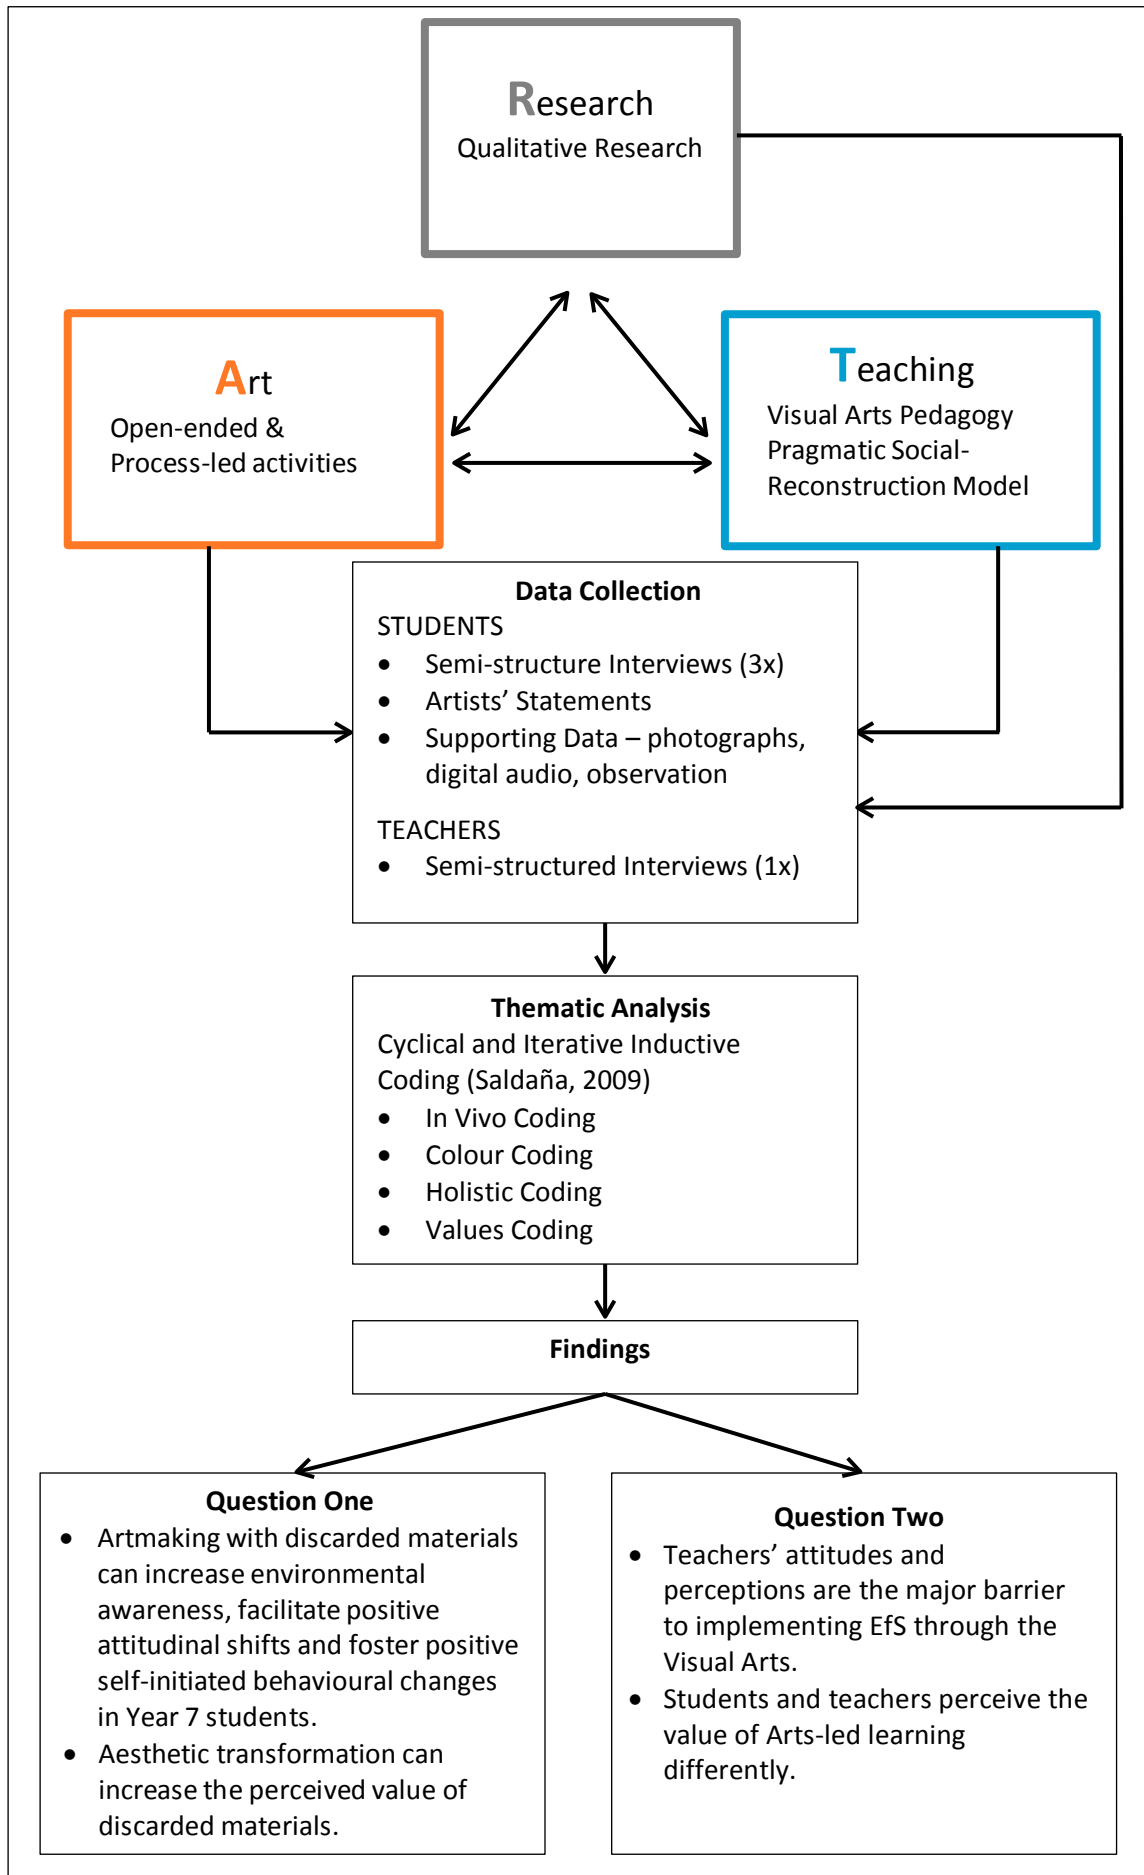 Research
Qualitative Research
Art
Open-ended &
Process-led activities
Teaching
Visual Arts Pedagogy
Pragmatic Social-
Reconstruction Model
Data Collection
STUDENTS
• Semi-structure Interviews (3x)
• Artists’ Statements
• Supporting Data – photographs,
digital audio, observation
TEACHERS
• Semi-structured Interviews (1x)
Thematic Analysis
Cyclical and Iterative Inductive
Coding (Saldaña, 2009)
• In Vivo Coding
• Colour Coding
• Holistic Coding
• Values Coding
Findings
Question One
• Artmaking with discarded materials
can increase environmental
awareness, facilitate positive
attitudinal shifts and foster positive
self-initiated behavioural changes
in Year 7 students.
• Aesthetic transformation can
increase the perceived value of
discarded materials.
Question Two
• Teachers’ attitudes and
perceptions are the major barrier
to implementing EfS through the
Visual Arts.
• Students and teachers perceive the
value of Arts-led learning
differently.